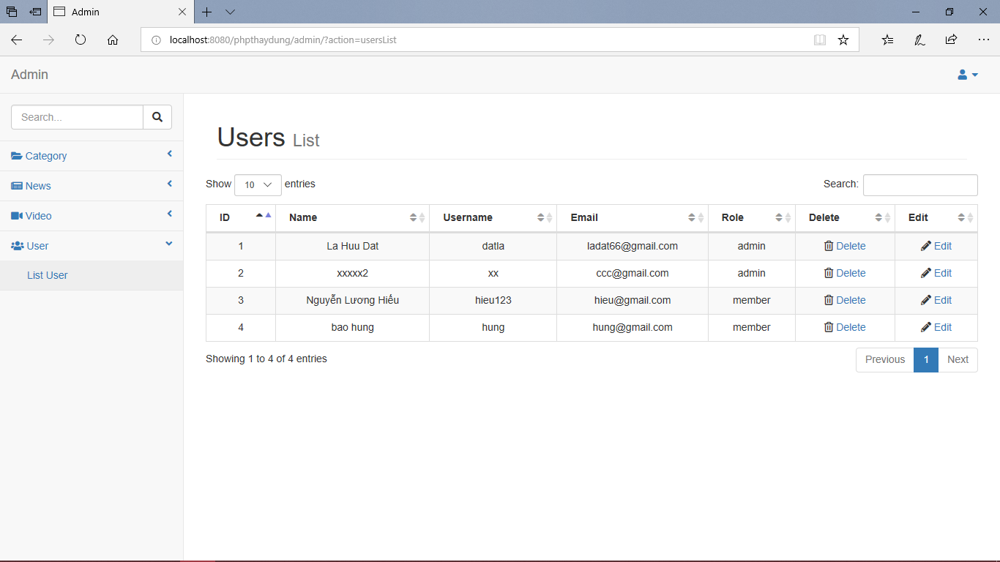 Admin
localhost:8080/phpthaydung/admin/?action=usersList
Admin
Search...
Category
News
Video
User
List User
Users List
Show 10 entries Search:
ID Name Username Email Role Delete Edit
1 La Huu Dat datla ladat66@gmail.com admin Delete Edit
2 xxxxx2 xx ccc@gmail.com admin Delete Edit
3 Nguyễn Lương Hiếu hieu123 hieu@gmail.com member Delete Edit
4 bao hung hung hung@gmail.com member Delete Edit
Showing 1 to 4 of 4 entries Previous 1 Next